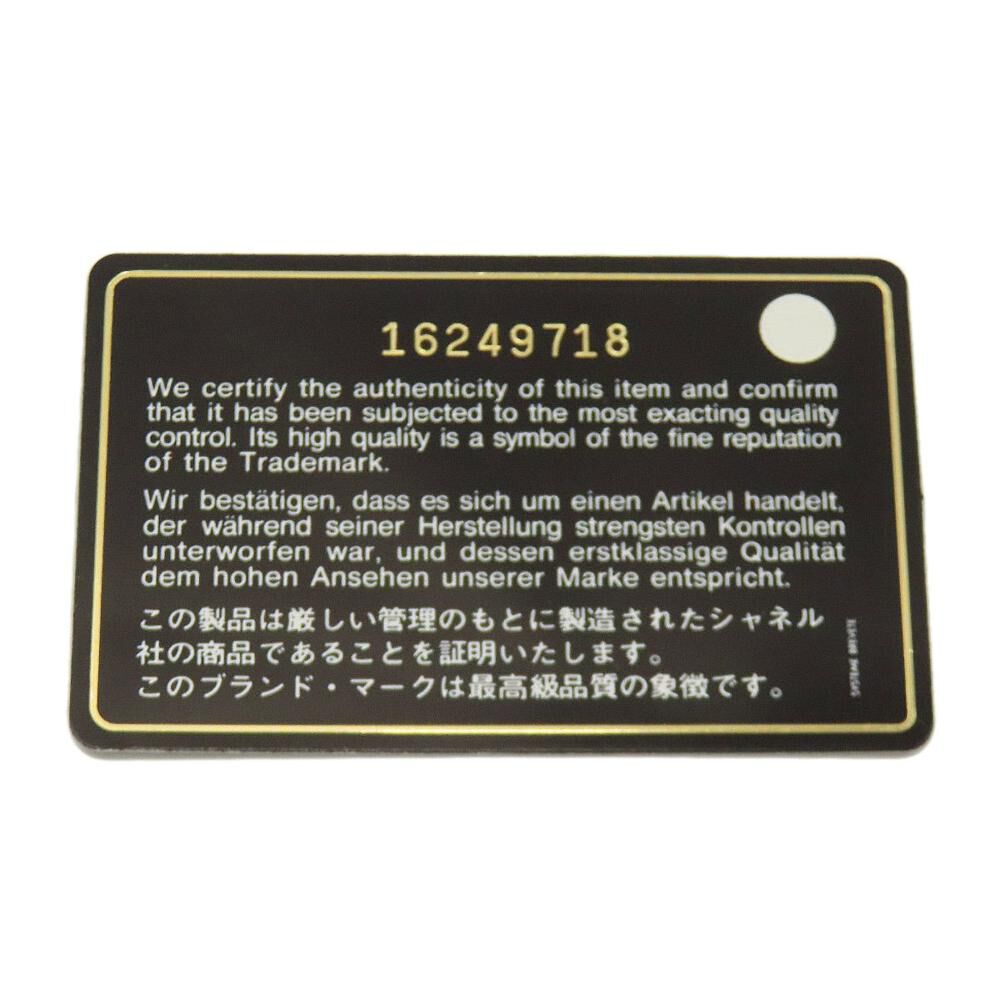 16249718
We certify the authenticity of this item and confirm
that it has been subjected to the most exacting quality
control. Its high quality is a symbol of the fine reputation
of the Trademark.
Wir bestätigen, dass es sich um einen Artikel handelt,
der während seiner Herstellung strengsten Kontrollen
unterworfen war, und dessen erstklassige Qualität
dem hohen Ansehen unserer Marke entspricht.
この製品は厳しい管理のもとに製造されたシャネル
社の商品であることを証明いたします。
このブランド・マークは最高級品質の象徴です。
SYSTEME BREVETE